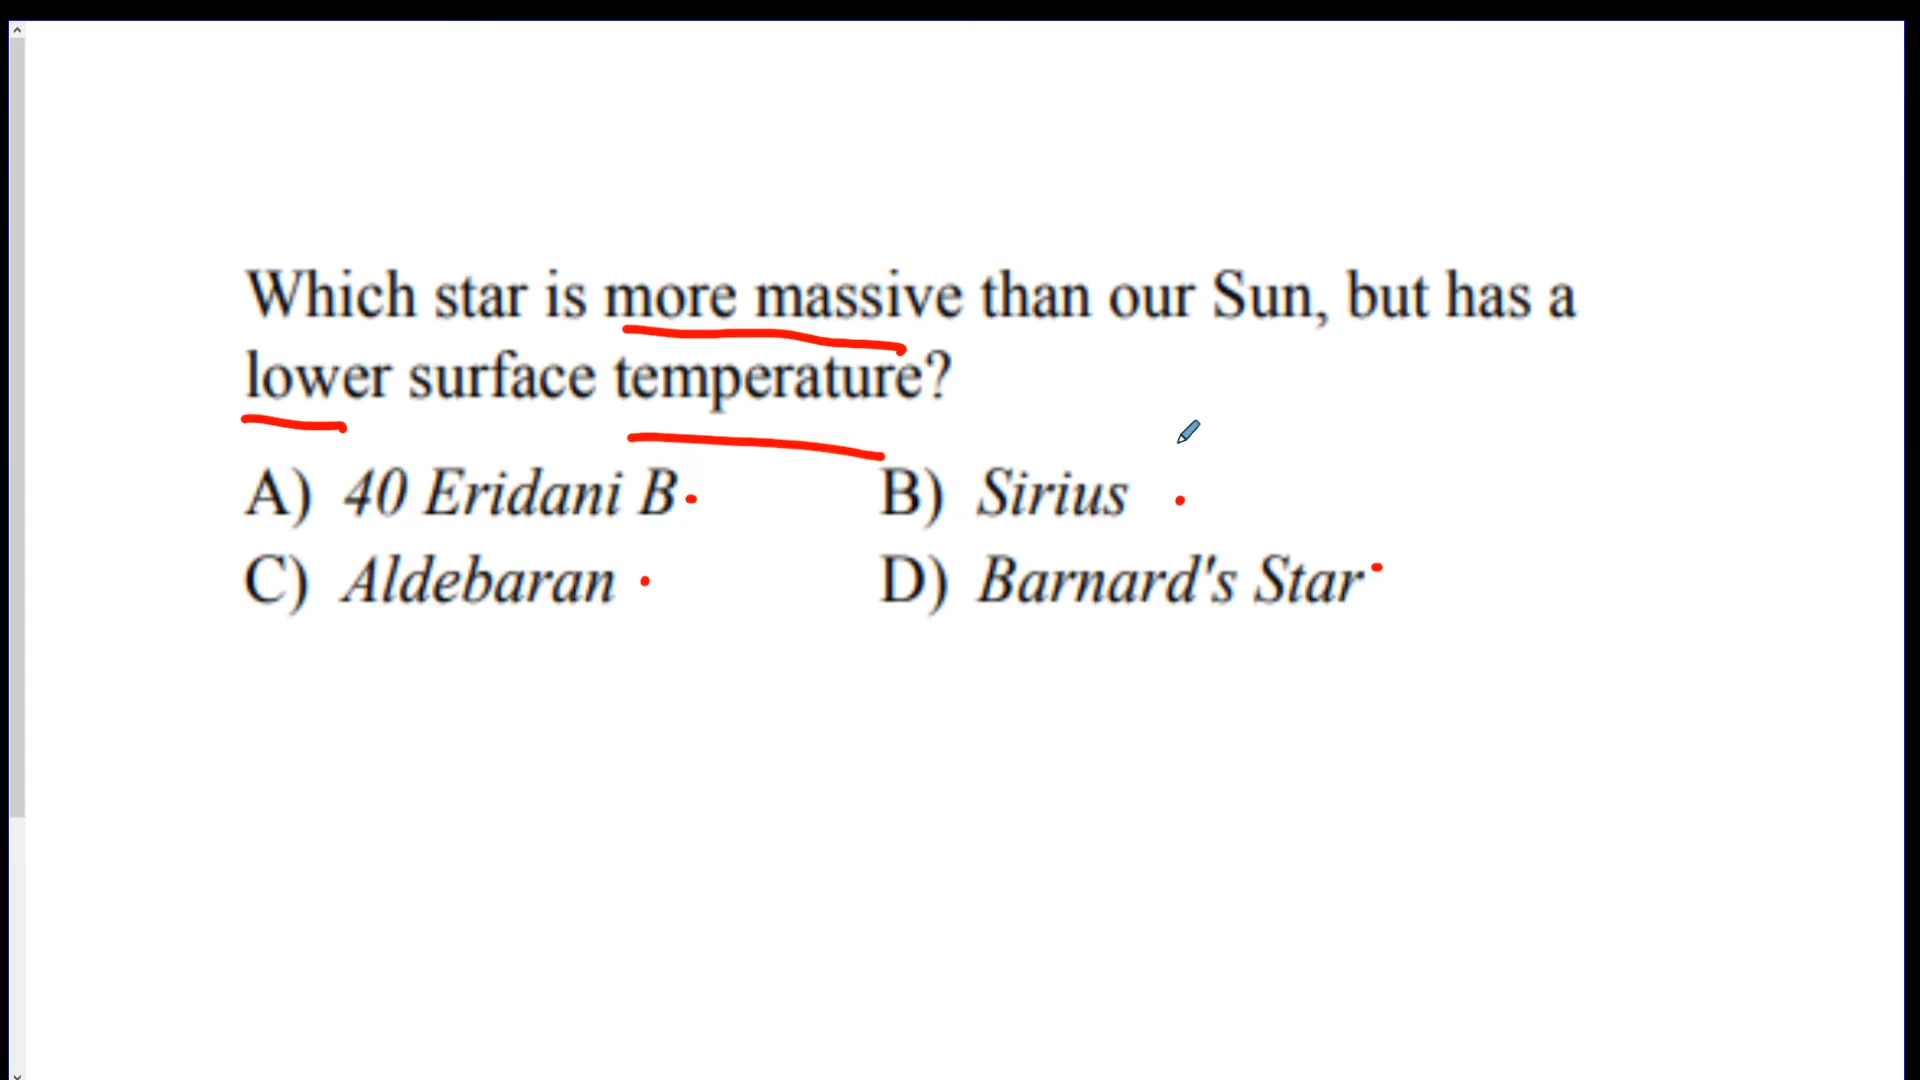 Which star is more massive than our Sun, but has a
lower surface temperature?
A) 40 Eridani B B) Sirius
C) Aldebaran D) Barnard's Star